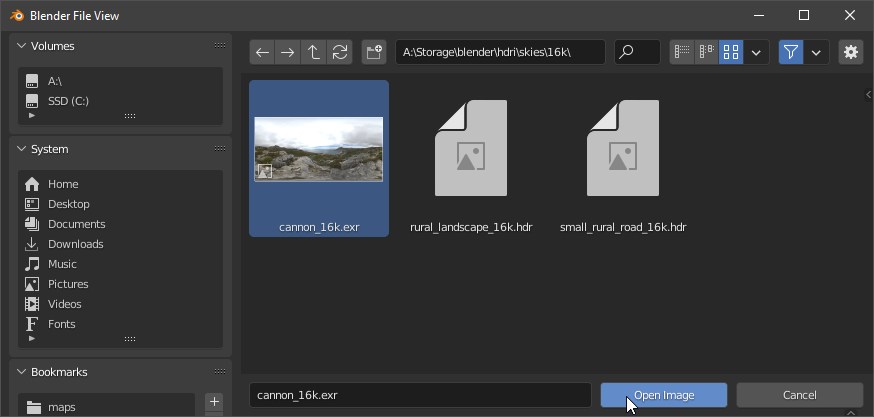 Blender File View
Volumes
A:\
SSD (C:)
System
Home
Desktop
Documents
Downloads
Music
Pictures
Videos
Fonts
Bookmarks
maps
A:\Storage\blender\hdri\skies\16k\
cannon_16k.exr
rural_landscape_16k.hdr
small_rural_road_16k.hdr
cannon_16k.exr
Open Image
Cancel